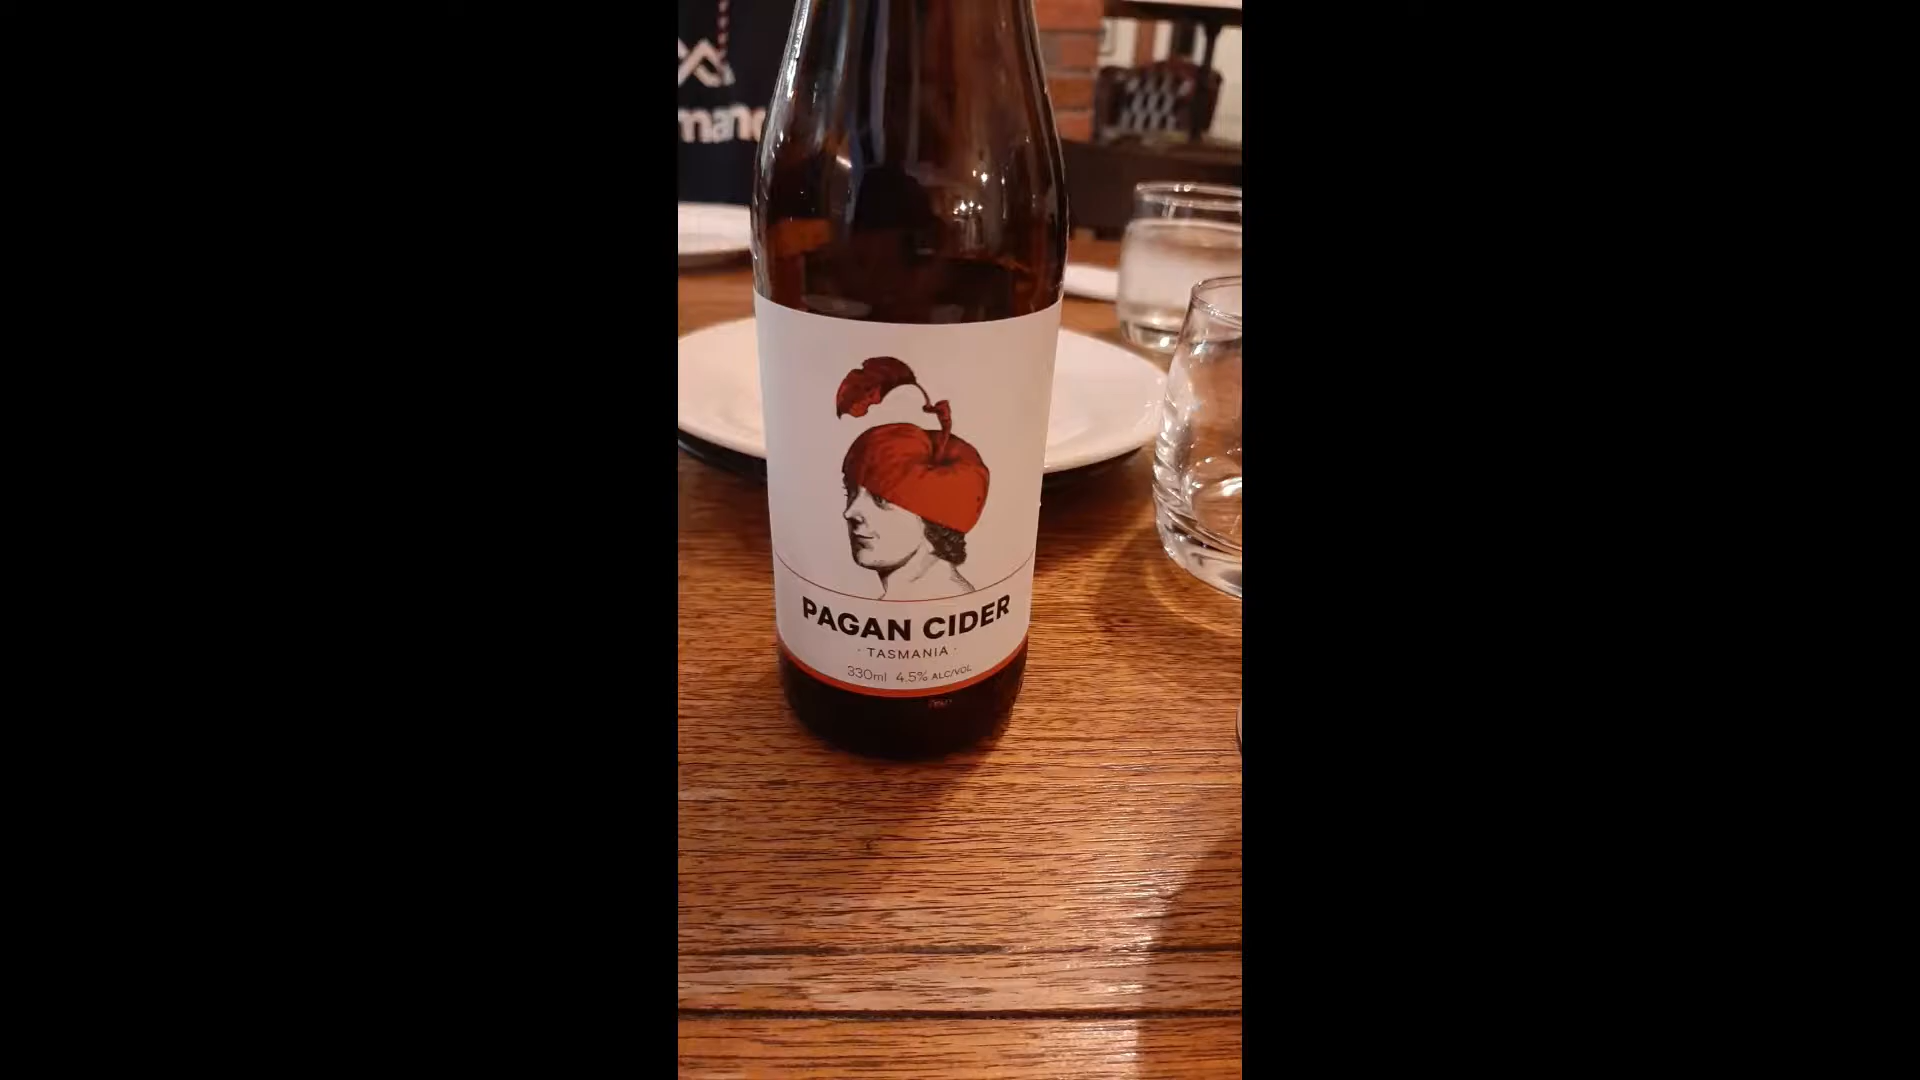 PAGAN CIDER
· TASMANIA ·
330ml 4.5% ALC/VOL